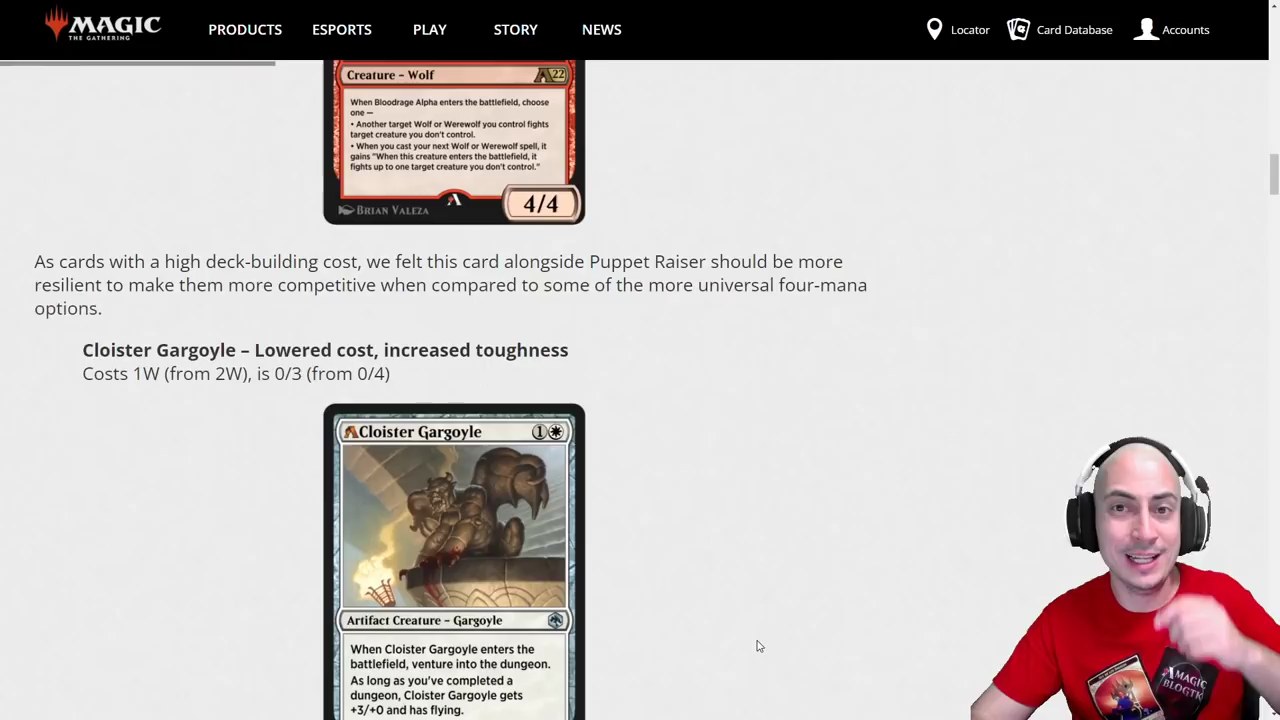 MAGIC
THE GATHERING
PRODUCTS
ESPORTS
PLAY
STORY
NEWS
Locator
Card Database
Accounts
Creature – Wolf
22
When Bloodrage Alpha enters the battlefield, choose
one —
• Another target Wolf or Werewolf you control fights
target creature you don't control.
• When you cast your next Wolf or Werewolf spell, it
gains "When this creature enters the battlefield, it
fights up to one target creature you don't control."
BRIAN VALEZA
4/4
As cards with a high deck-building cost, we felt this card alongside Puppet Raiser should be more
resilient to make them more competitive when compared to some of the more universal four-mana
options.
Cloister Gargoyle – Lowered cost, increased toughness
Costs 1W (from 2W), is 0/3 (from 0/4)
Cloister Gargoyle
1
Artifact Creature – Gargoyle
When Cloister Gargoyle enters the
battlefield, venture into the dungeon.
As long as you've completed a
dungeon, Cloister Gargoyle gets
+3/+0 and has flying.
MAGIC